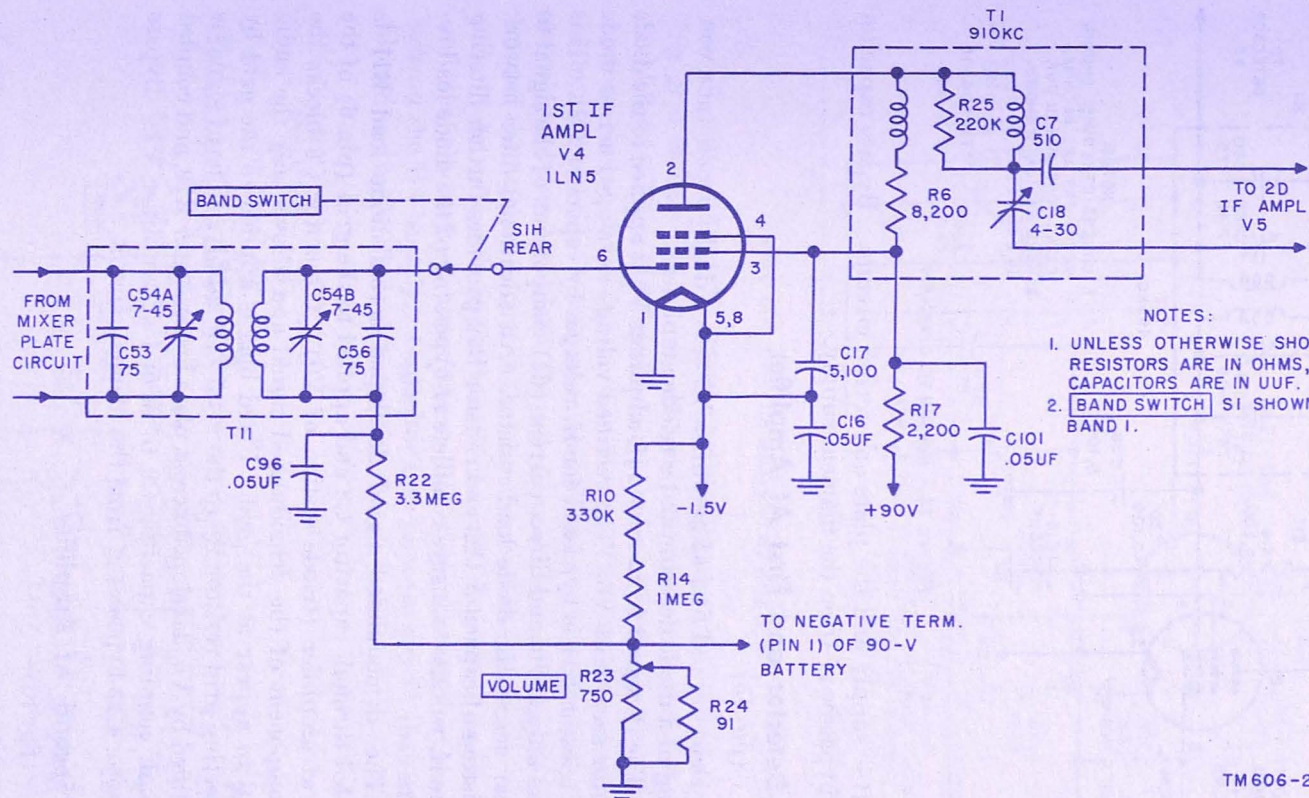 T1
910KC
1ST IF
AMPL
V4
1LN5
BAND SWITCH
S1H
REAR
2
4
3
6
1
5,8
R25
220K
C7
510
R6
8,200
C18
4-30
TO 2D
IF AMPL
V5
FROM
MIXER
PLATE
CIRCUIT
C54A
7-45
C53
75
C54B
7-45
C56
75
T11
C96
.05UF
R22
3.3MEG
C17
5,100
C16
.05UF
R17
2,200
C101
.05UF
+90V
-1.5V
R10
330K
R14
1MEG
NOTES:
1. UNLESS OTHERWISE SHO
RESISTORS ARE IN OHMS,
CAPACITORS ARE IN UUF.
2. BAND SWITCH S1 SHOWN
BAND 1.
TO NEGATIVE TERM.
(PIN 1) OF 90-V
BATTERY
VOLUME
R23
750
R24
91
TM606-2